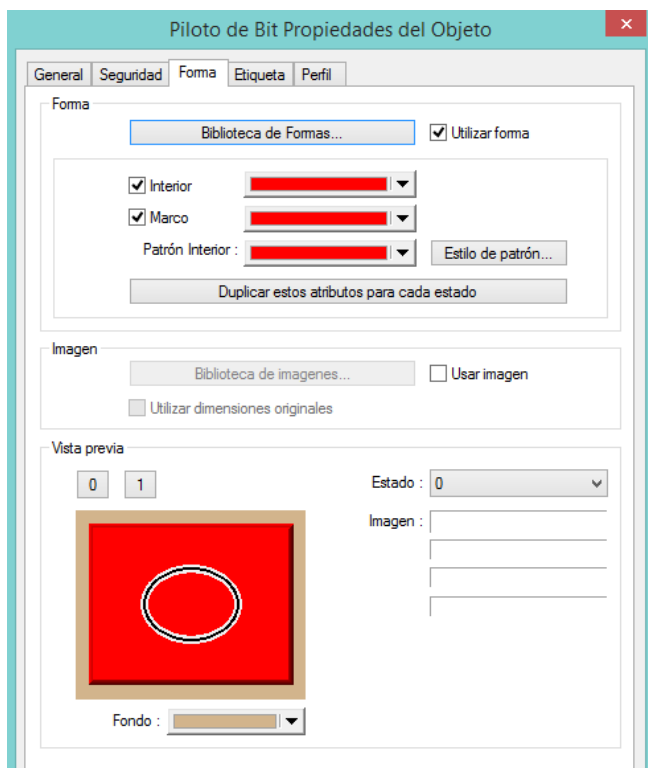 Piloto de Bit Propiedades del Objeto
General Seguridad Forma Etiqueta Perfil
Forma
Biblioteca de Formas... Utilizar forma
Interior
Marco
Patrón Interior : Estilo de patrón...
Duplicar estos atributos para cada estado
Imagen
Biblioteca de imagenes... Usar imagen
Utilizar dimensiones originales
Vista previa
0 1 Estado : 0
Imagen :
Fondo :